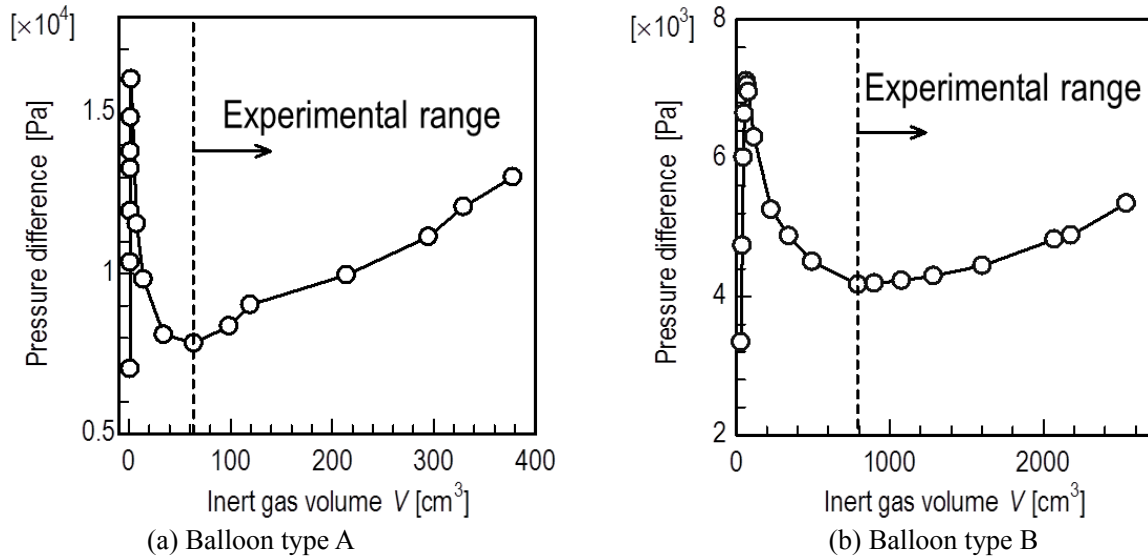 [×10⁴]
1.5
1
0.5
Pressure difference [Pa]
Experimental range
0 100 200 300 400
Inert gas volume V [cm³]
(a) Balloon type A
[×10³]
8
6
4
2
Pressure difference [Pa]
Experimental range
0 1000 2000
Inert gas volume V [cm³]
(b) Balloon type B